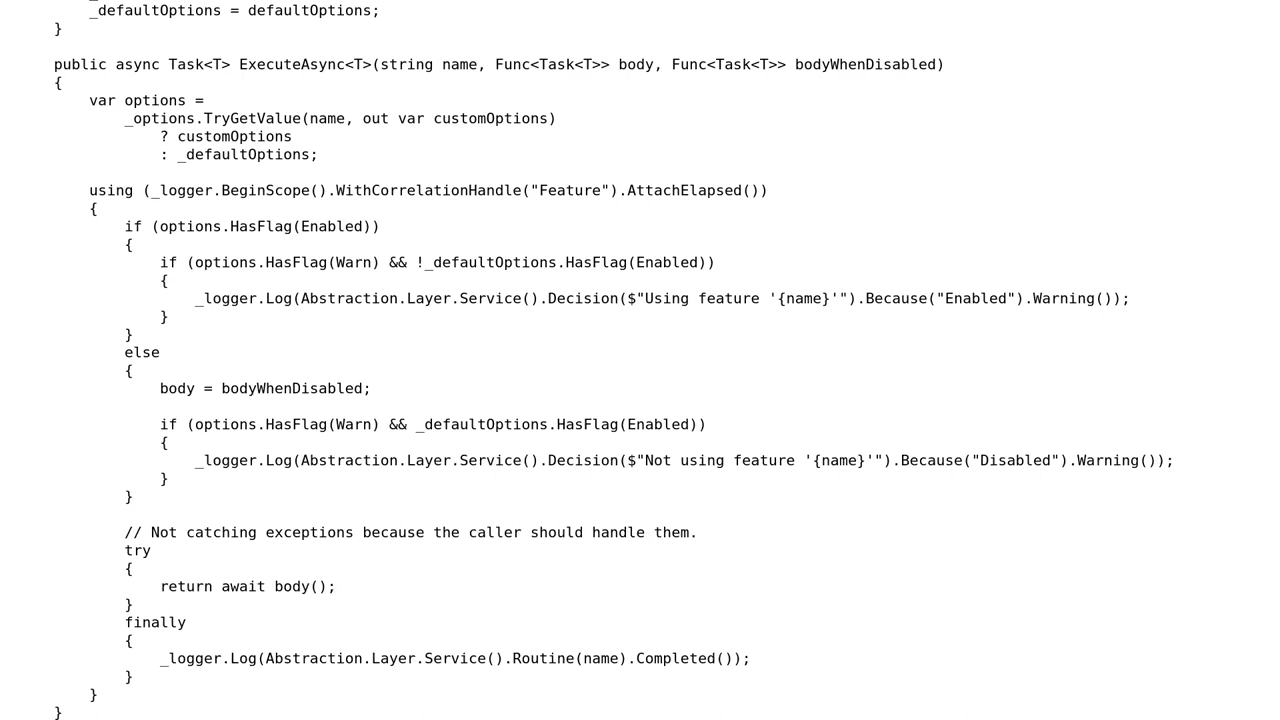 _defaultOptions = defaultOptions;
}
public async Task<T> ExecuteAsync<T>(string name, Func<Task<T>> body, Func<Task<T>> bodyWhenDisabled)
{
var options =
_options.TryGetValue(name, out var customOptions)
? customOptions
: _defaultOptions;
using (_logger.BeginScope().WithCorrelationHandle("Feature").AttachElapsed())
{
if (options.HasFlag(Enabled))
{
if (options.HasFlag(Warn) && !_defaultOptions.HasFlag(Enabled))
{
_logger.Log(Abstraction.Layer.Service().Decision($"Using feature '{name}'").Because("Enabled").Warning());
}
}
else
{
body = bodyWhenDisabled;
if (options.HasFlag(Warn) && _defaultOptions.HasFlag(Enabled))
{
_logger.Log(Abstraction.Layer.Service().Decision($"Not using feature '{name}'").Because("Disabled").Warning());
}
}
// Not catching exceptions because the caller should handle them.
try
{
return await body();
}
finally
{
_logger.Log(Abstraction.Layer.Service().Routine(name).Completed());
}
}
}